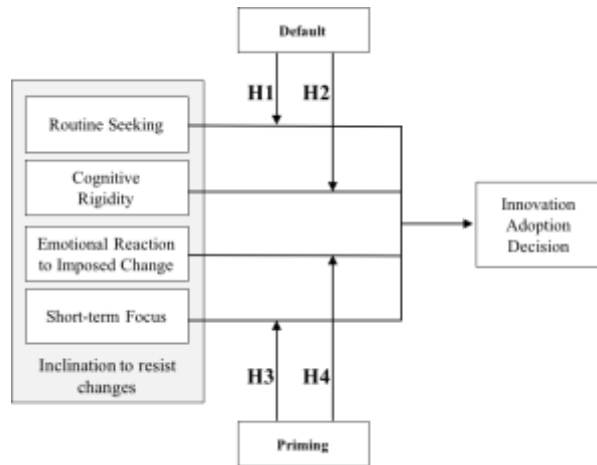 Default
H1 H2
Routine Seeking
Cognitive
Rigidity
Emotional Reaction
to Imposed Change
Short-term Focus
Inclination to resist
changes
Innovation
Adoption
Decision
H3 H4
Priming